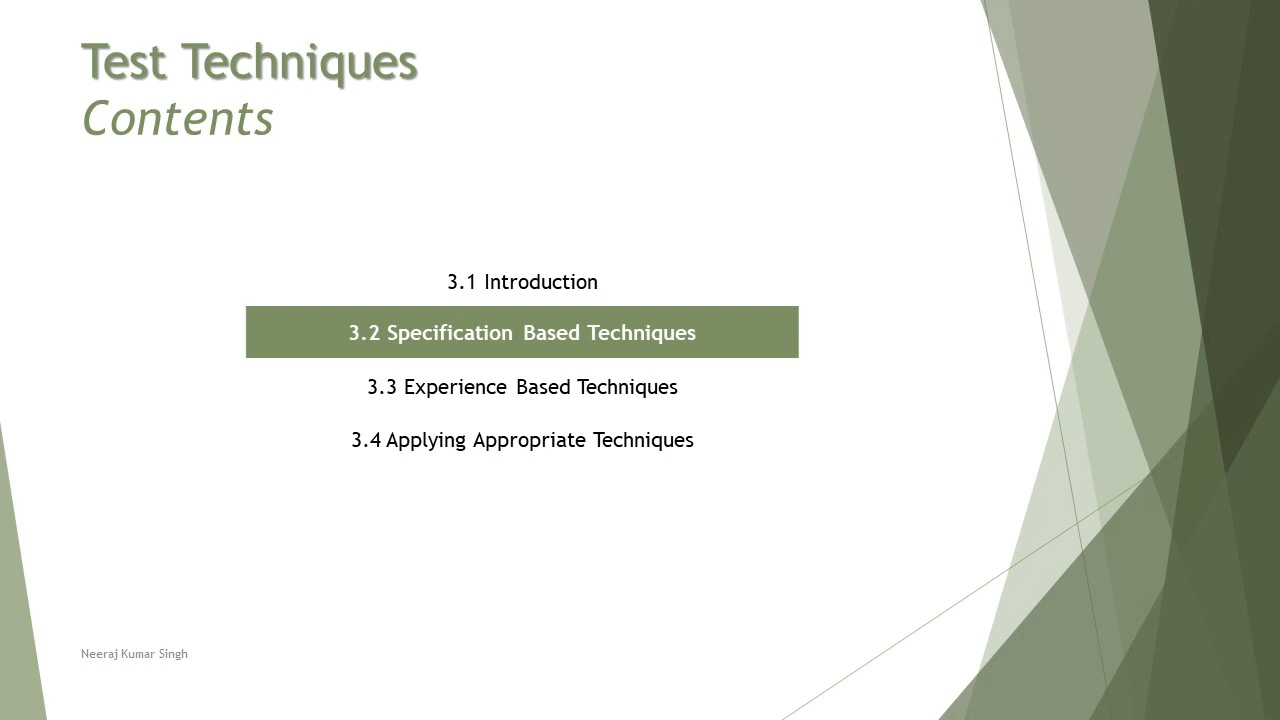 Test Techniques
Contents
3.1 Introduction
3.2 Specification Based Techniques
3.3 Experience Based Techniques
3.4 Applying Appropriate Techniques
Neeraj Kumar Singh